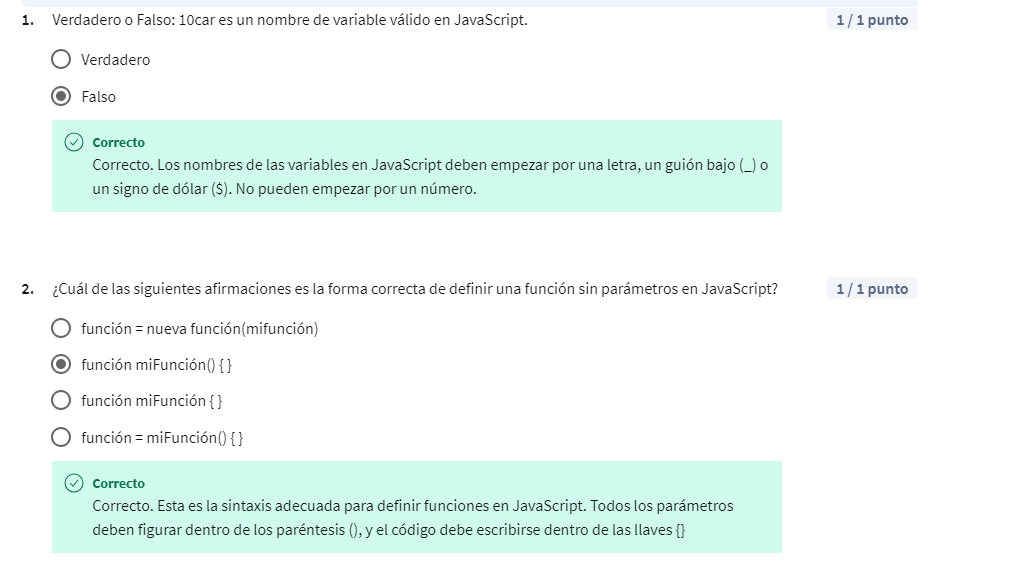 1. Verdadero o Falso: 10car es un nombre de variable válido en JavaScript.
1 / 1 punto
Verdadero
Falso
Correcto
Correcto. Los nombres de las variables en JavaScript deben empezar por una letra, un guión bajo (_) o
un signo de dólar ($). No pueden empezar por un número.
2. ¿Cuál de las siguientes afirmaciones es la forma correcta de definir una función sin parámetros en JavaScript?
1 / 1 punto
función = nueva función(mifunción)
función miFunción() { }
función miFunción { }
función = miFunción() { }
Correcto
Correcto. Esta es la sintaxis adecuada para definir funciones en JavaScript. Todos los parámetros
deben figurar dentro de los paréntesis (), y el código debe escribirse dentro de las llaves {}